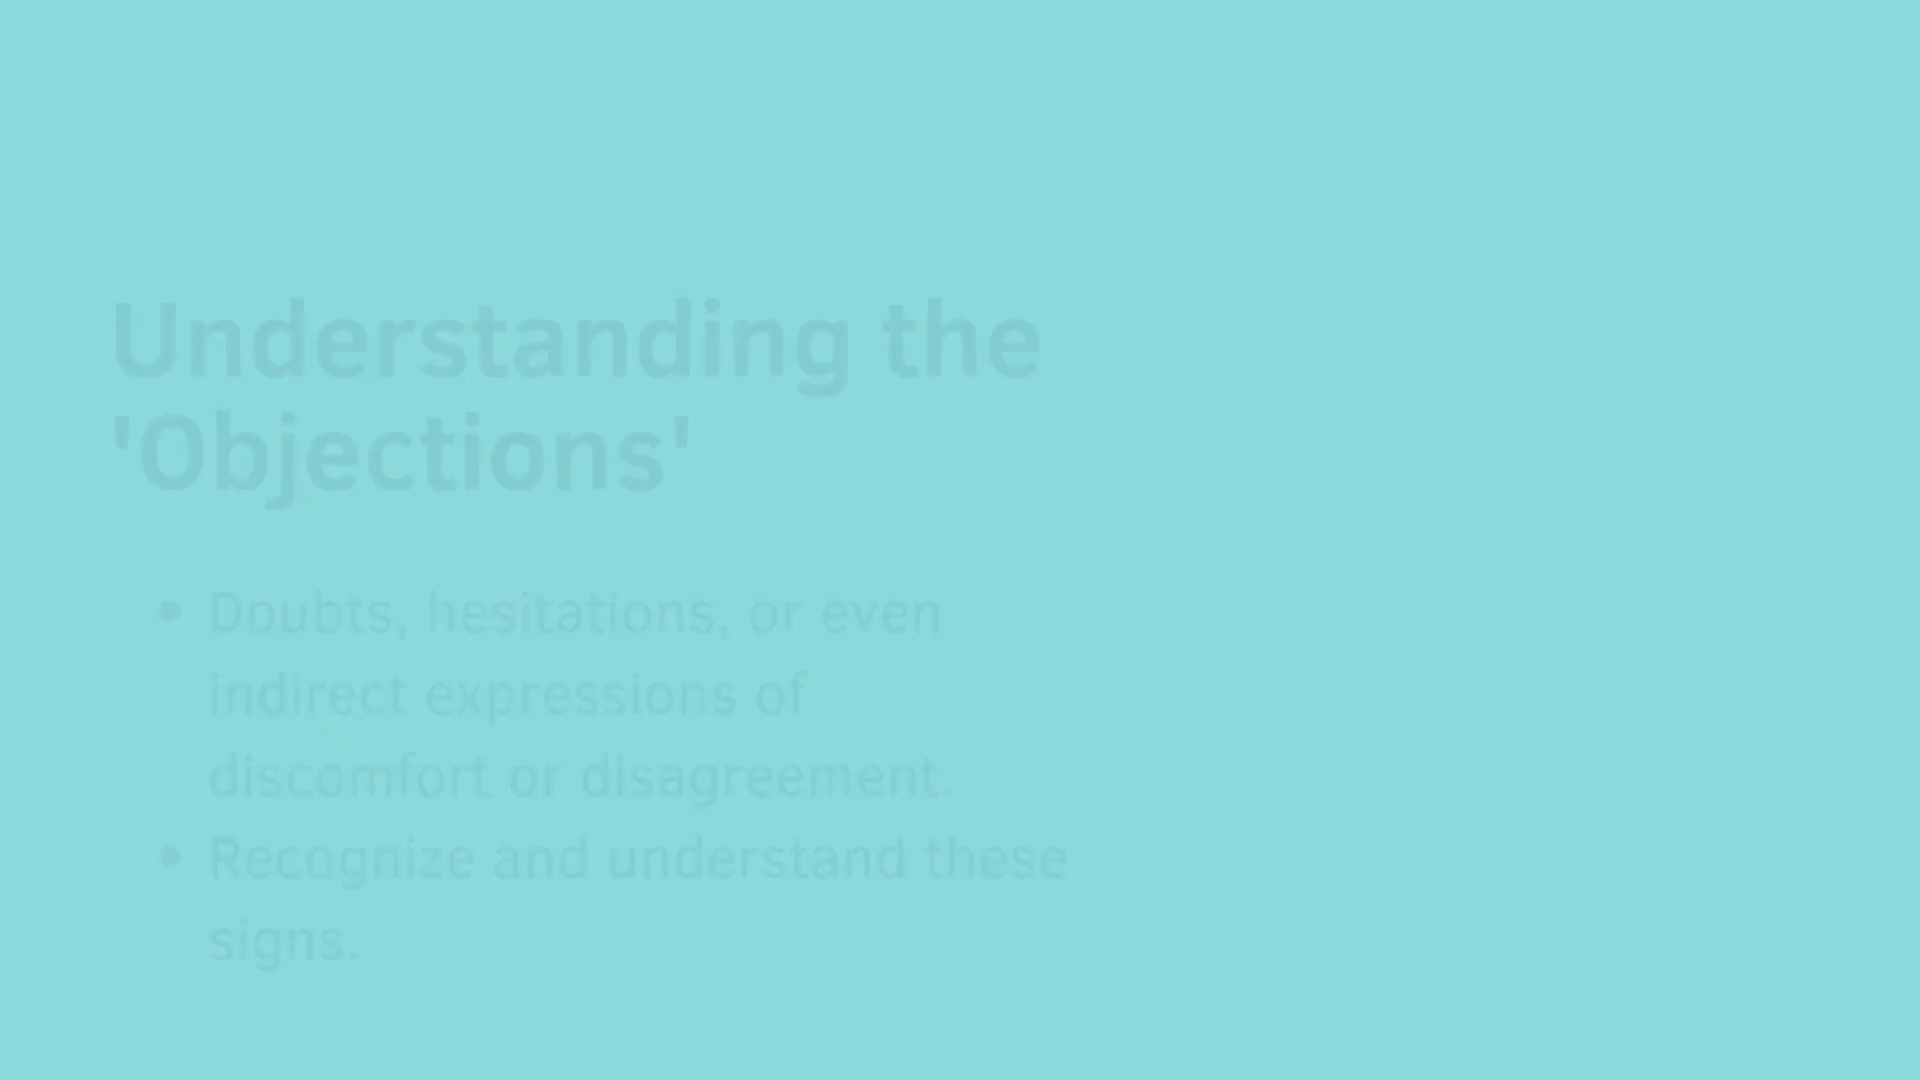 Understanding the
'Objections'
• Doubts, hesitations, or even
indirect expressions of
discomfort or disagreement.
• Recognize and understand these
signs.